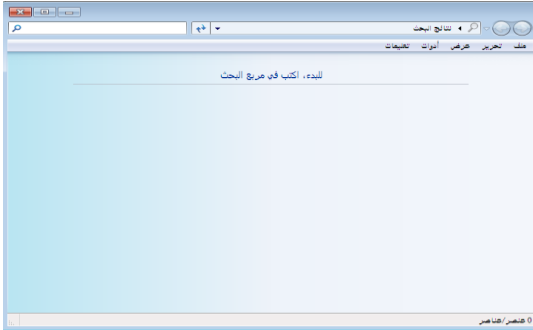 نتائج البحث
ملف تحرير عرض أدوات تعليمات
للبدء، اكتب في مربع البحث
0 عنصر/عناصر